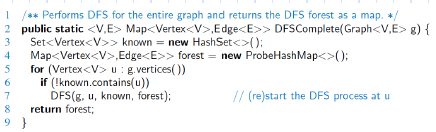 1 /** Performs DFS for the entire graph and returns the DFS forest as a map. */
2 public static <V,E> Map<Vertex<V>,Edge<E>> DFSComplete(Graph<V,E> g) {
3 Set<Vertex<V>> known = new HashSet<>();
4 Map<Vertex<V>,Edge<E>> forest = new ProbeHashMap<>();
5 for (Vertex<V> u : g.vertices())
6 if (!known.contains(u))
7 DFS(g, u, known, forest); // (re)start the DFS process at u
8 return forest;
9 }